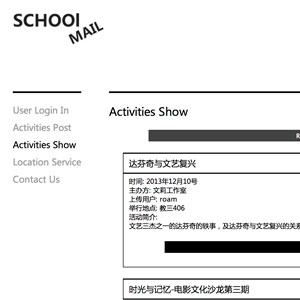 SCHOOl
MAIL
User Login In
Activities Post
Activities Show
Location Service
Contact Us
Activities Show
R
达芬奇与文艺复兴
时间: 2013年12月10号
主办方: 文莉工作室
上传用户: roam
举行地点: 教三406
活动简介:
文艺三杰之一的达芬奇的轶事，及达芬奇与文艺复兴的关系
时光与记忆-电影文化沙龙第三期